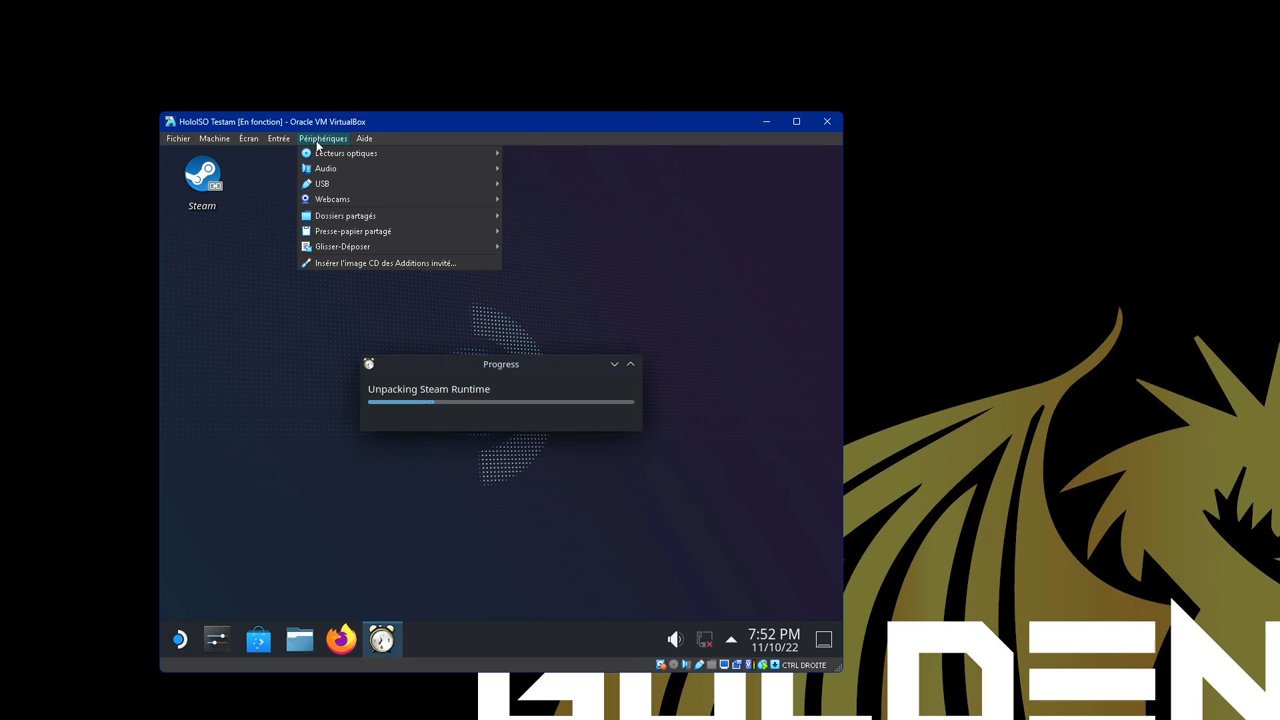 HoloISO Testam [En fonction] - Oracle VM VirtualBox
Fichier Machine Écran Entrée Périphériques Aide
Lecteurs optiques
Audio
USB
Webcams
Dossiers partagés
Presse-papier partagé
Glisser-Déposer
Insérer l'image CD des Additions invité...
Steam
Progress
Unpacking Steam Runtime
7:52 PM
11/10/22
CTRL DROITE
GOLDEN